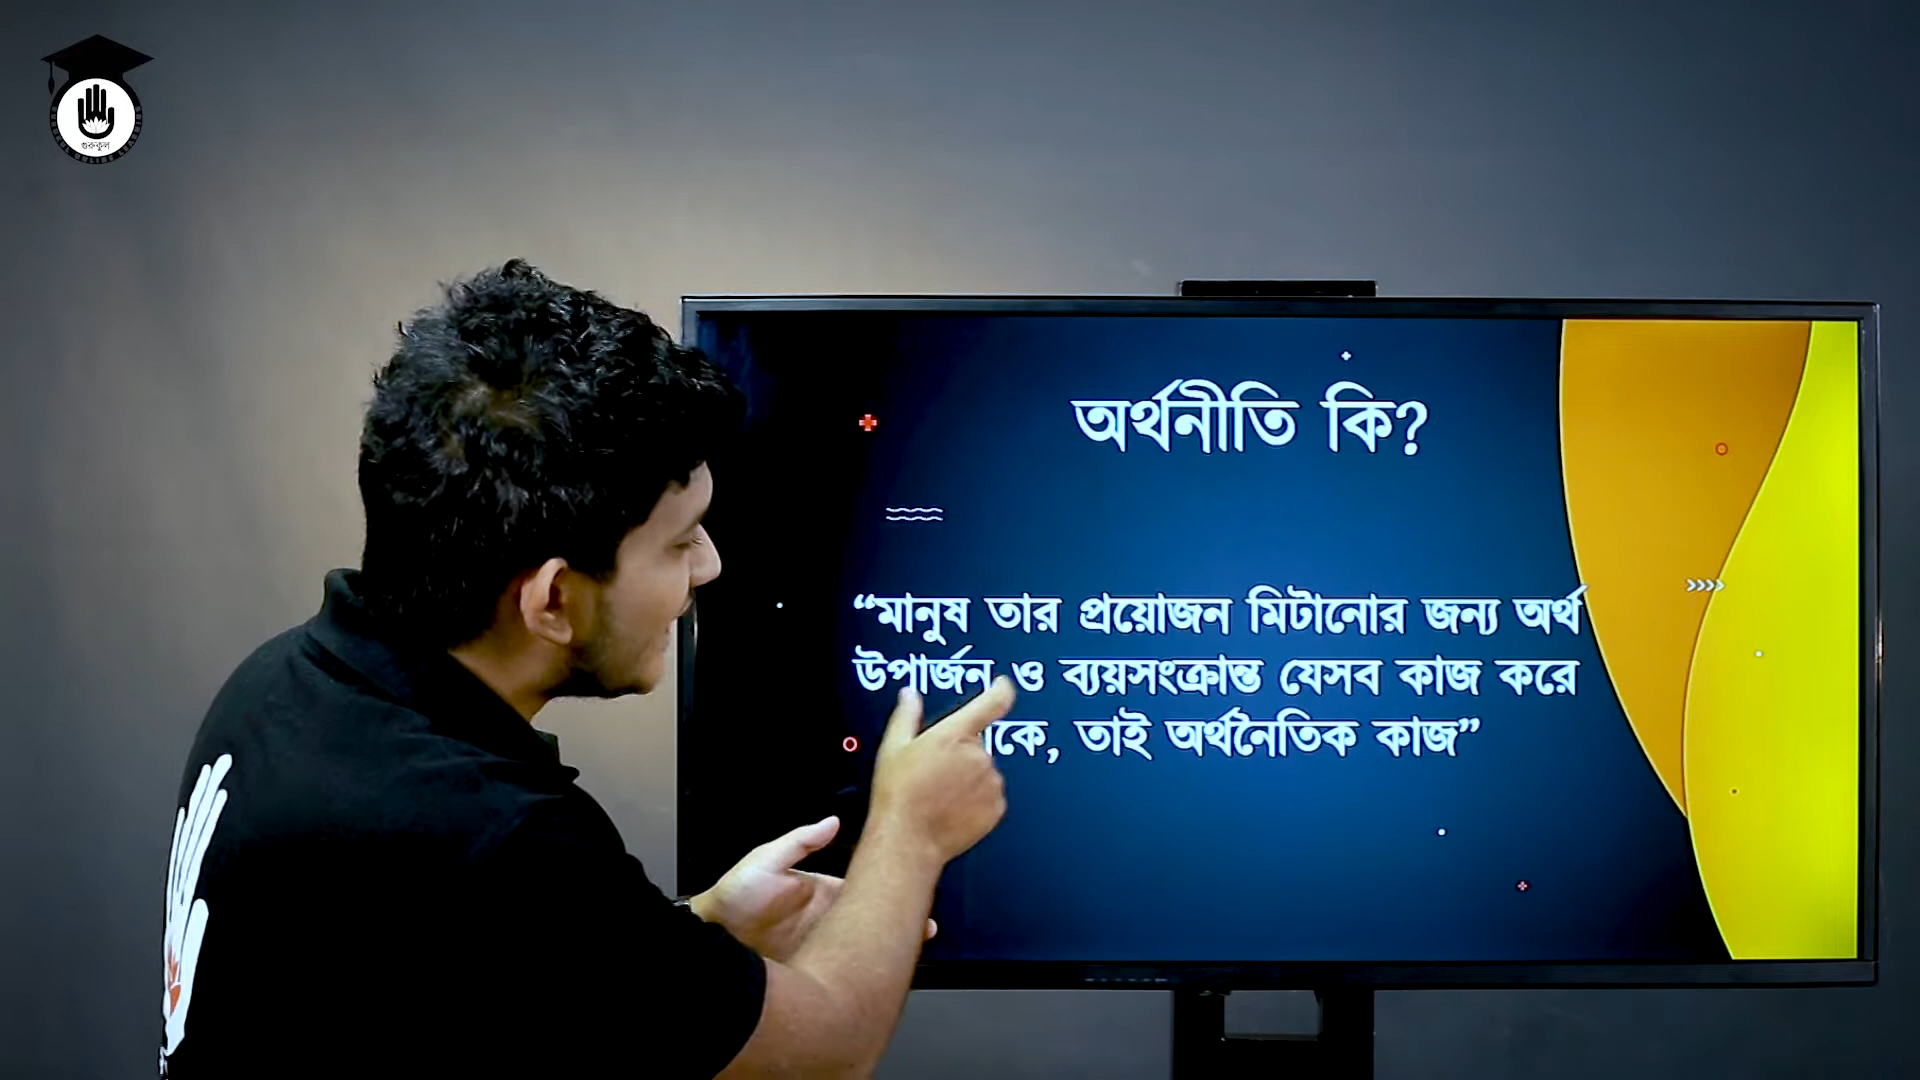 গুরুকুল
অর্থনীতি কি?
“মানুষ তার প্রয়োজন মিটানোর জন্য অর্থ
উপার্জন ও ব্যয়সংক্রান্ত যেসব কাজ করে
তাই অর্থনৈতিক কাজ”